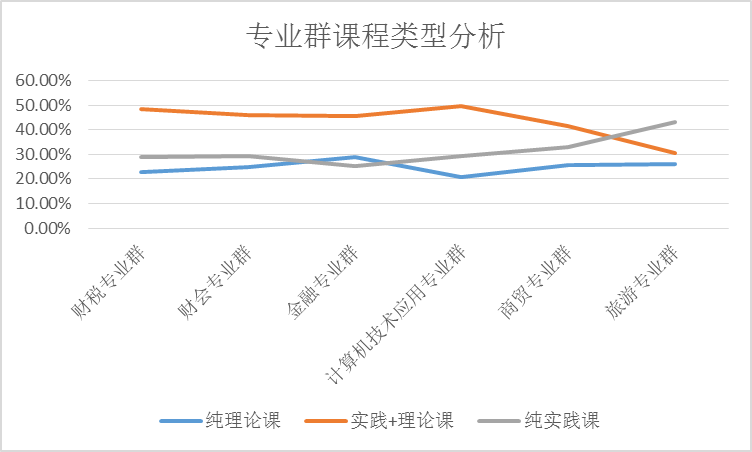 专业群课程类型分析
60.00%
50.00%
40.00%
30.00%
20.00%
10.00%
0.00%
财税专业群
财会专业群
金融专业群
计算机技术应用专业群
商贸专业群
旅游专业群
纯理论课 实践+理论课 纯实践课